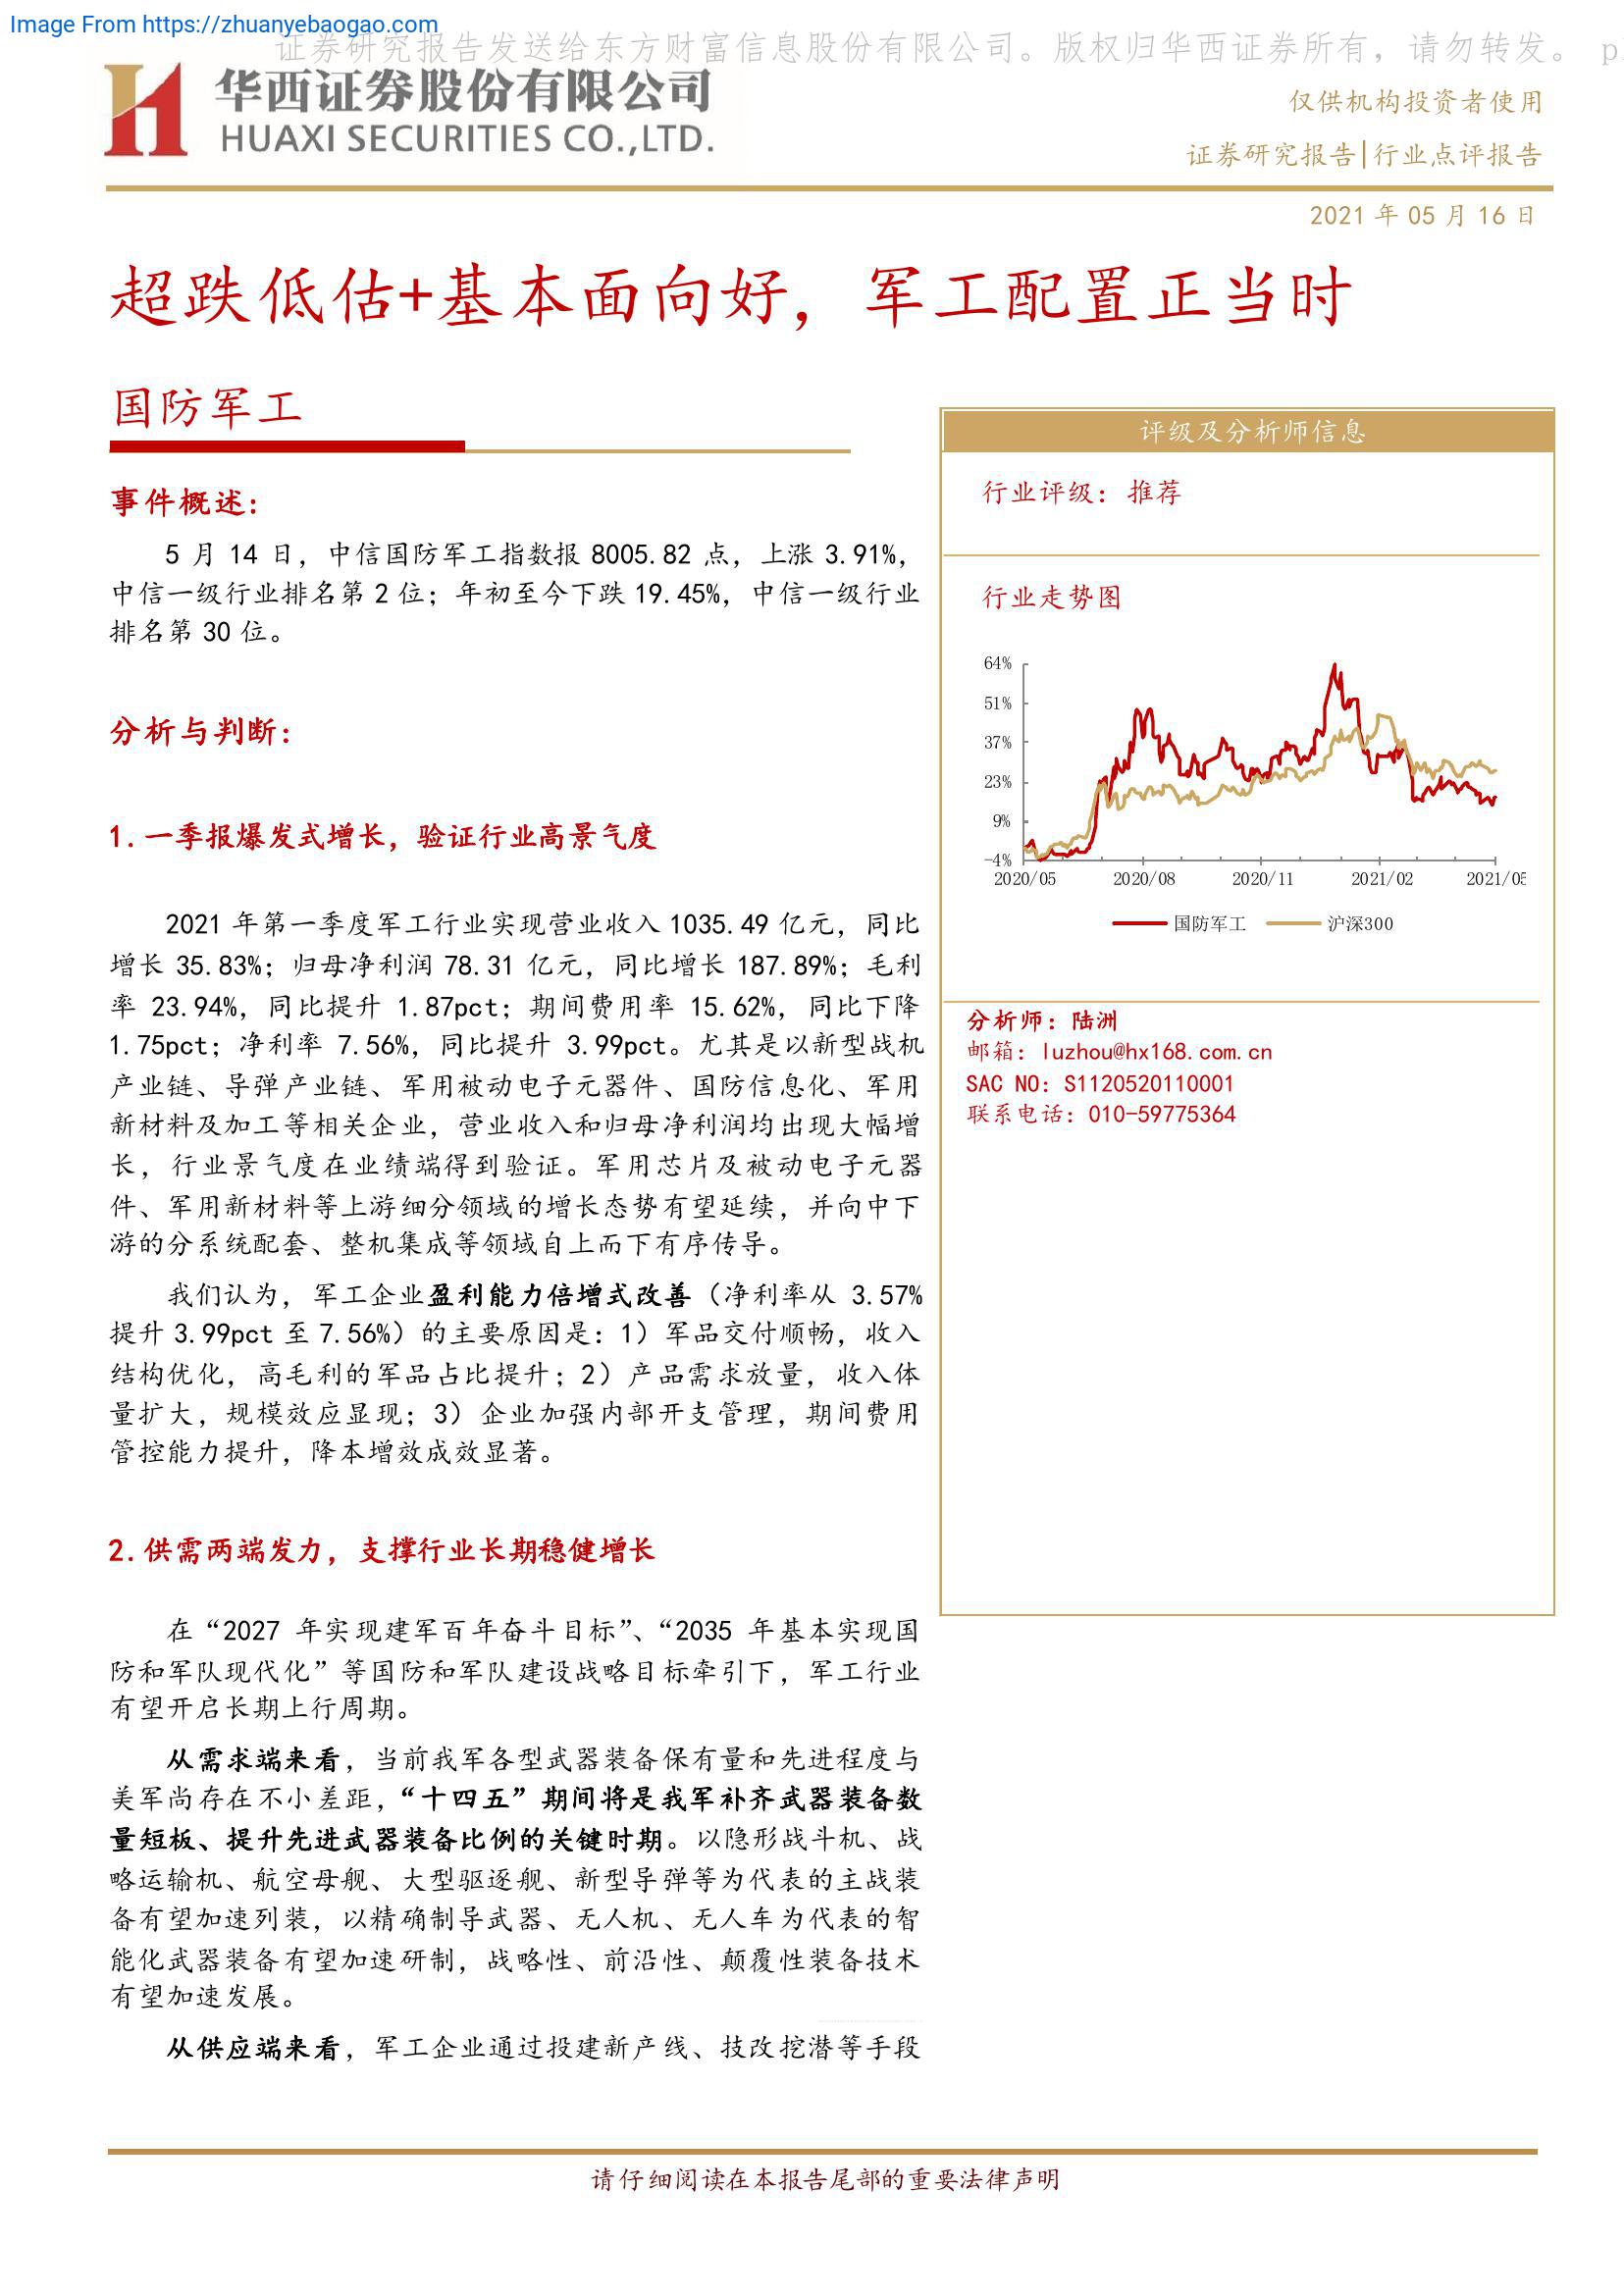 Image From https://zhuanyebaogao.com
证券研究报告发送给东方财富信息股份有限公司。版权归华西证券所有，请勿转发。 p
华西证券股份有限公司
HUAXI SECURITIES CO.,LTD.
仅供机构投资者使用
证券研究报告|行业点评报告
2021 年 05 月 16 日
超跌低估+基本面向好，军工配置正当时
国防军工
事件概述：
5 月 14 日，中信国防军工指数报 8005.82 点，上涨 3.91%，
中信一级行业排名第 2 位；年初至今下跌 19.45%，中信一级行业
排名第 30 位。
分析与判断：
1.一季报爆发式增长，验证行业高景气度
2021 年第一季度军工行业实现营业收入 1035.49 亿元，同比
增长 35.83%；归母净利润 78.31 亿元，同比增长 187.89%；毛利
率 23.94%，同比提升 1.87pct；期间费用率 15.62%，同比下降
1.75pct；净利率 7.56%，同比提升 3.99pct。尤其是以新型战机
产业链、导弹产业链、军用被动电子元器件、国防信息化、军用
新材料及加工等相关企业，营业收入和归母净利润均出现大幅增
长，行业景气度在业绩端得到验证。军用芯片及被动电子元器
件、军用新材料等上游细分领域的增长态势有望延续，并向中下
游的分系统配套、整机集成等领域自上而下有序传导。
我们认为，军工企业盈利能力倍增式改善（净利率从 3.57%
提升 3.99pct 至 7.56%）的主要原因是：1）军品交付顺畅，收入
结构优化，高毛利的军品占比提升；2）产品需求放量，收入体
量扩大，规模效应显现；3）企业加强内部开支管理，期间费用
管控能力提升，降本增效成效显著。
2.供需两端发力，支撑行业长期稳健增长
在“2027 年实现建军百年奋斗目标”、“2035 年基本实现国
防和军队现代化”等国防和军队建设战略目标牵引下，军工行业
有望开启长期上行周期。
从需求端来看，当前我军各型武器装备保有量和先进程度与
美军尚存在不小差距，“十四五”期间将是我军补齐武器装备数
量短板、提升先进武器装备比例的关键时期。以隐形战斗机、战
略运输机、航空母舰、大型驱逐舰、新型导弹等为代表的主战装
备有望加速列装，以精确制导武器、无人机、无人车为代表的智
能化武器装备有望加速研制，战略性、前沿性、颠覆性装备技术
有望加速发展。
从供应端来看，军工企业通过投建新产线、技改挖潜等手段
评级及分析师信息
行业评级：推荐
行业走势图
64%
51%
37%
23%
9%
-4%
2020/05 2020/08 2020/11 2021/02 2021/05
国防军工 沪深300
分析师：陆洲
邮箱：luzhou@hx168.com.cn
SAC NO：S1120520110001
联系电话：010-59775364
请仔细阅读在本报告尾部的重要法律声明